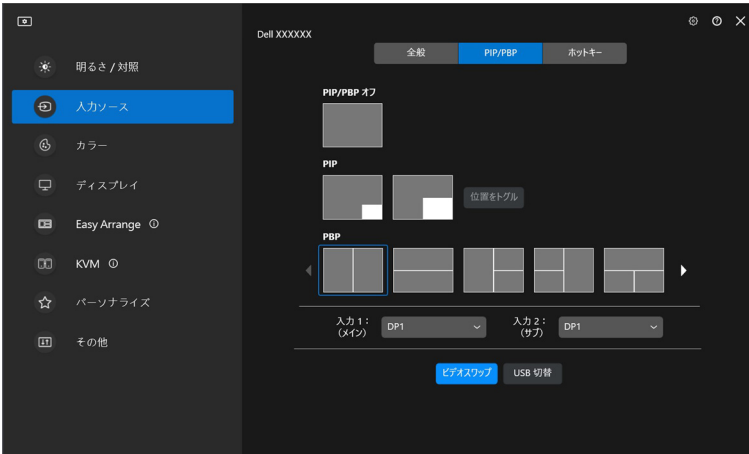 Dell XXXXXX
全般
PIP/PBP
ホットキー
明るさ / 対照
入力ソース
カラー
ディスプレイ
Easy Arrange
KVM
パーソナライズ
その他
PIP/PBP オフ
PIP
位置をトグル
PBP
入力 1：
(メイン)
DP1
入力 2：
(サブ)
DP1
ビデオスワップ
USB 切替